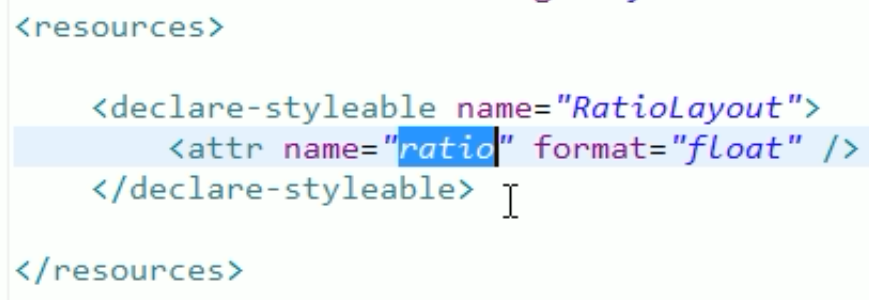 <resources>
<declare-styleable name="RatioLayout">
<attr name="ratio" format="float" />
</declare-styleable>
</resources>